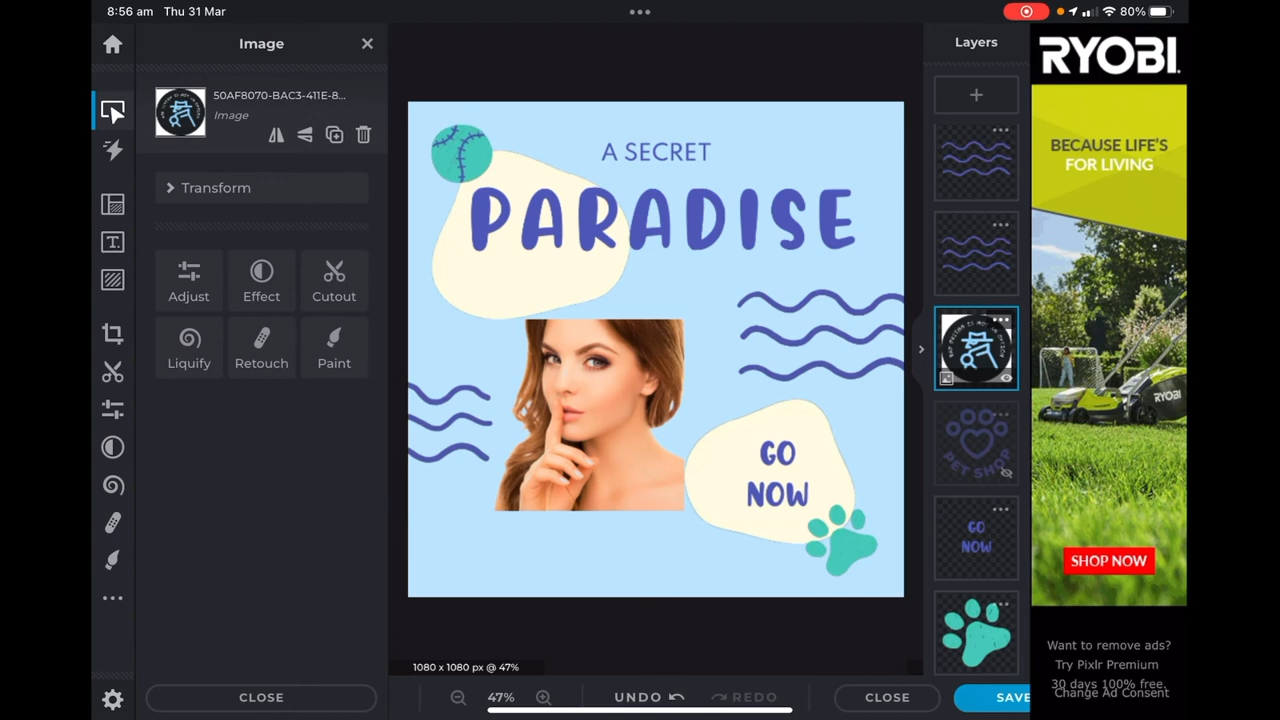 8:56 am Thu 31 Mar
80%
Image
50AF8070-BAC3-411E-8...
Image
Transform
Adjust
Effect
Cutout
Liquify
Retouch
Paint
CLOSE
A SECRET
PARADISE
GO
NOW
1080 x 1080 px @ 47%
47%
UNDO
REDO
CLOSE
SAVE
Layers
PET SHOP
GO
NOW
RYOBI
BECAUSE LIFE'S
FOR LIVING
RYOBI
SHOP NOW
Want to remove ads?
Try Pixlr Premium
30 days 100% free.
Change Ad Consent